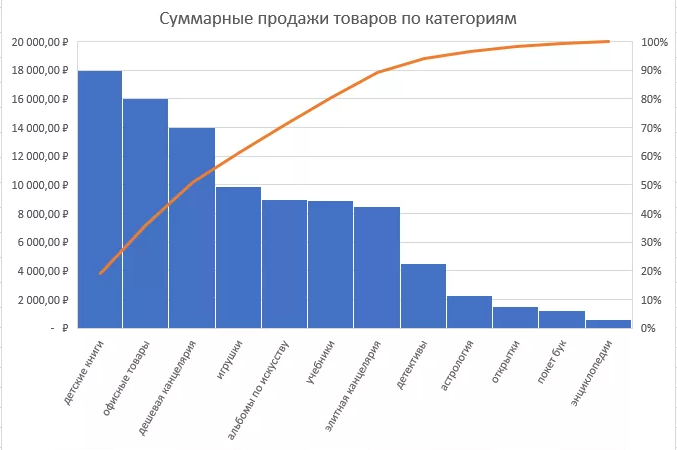 Суммарные продажи товаров по категориям
20 000,00 ₽
18 000,00 ₽
16 000,00 ₽
14 000,00 ₽
12 000,00 ₽
10 000,00 ₽
8 000,00 ₽
6 000,00 ₽
4 000,00 ₽
2 000,00 ₽
- ₽
100%
90%
80%
70%
60%
50%
40%
30%
20%
10%
0%
детские книги
офисные товары
дешевая канцелярия
игрушки
альбомы по искусству
учебники
элитная канцелярия
детективы
астрология
открытки
покет бук
энциклопедии